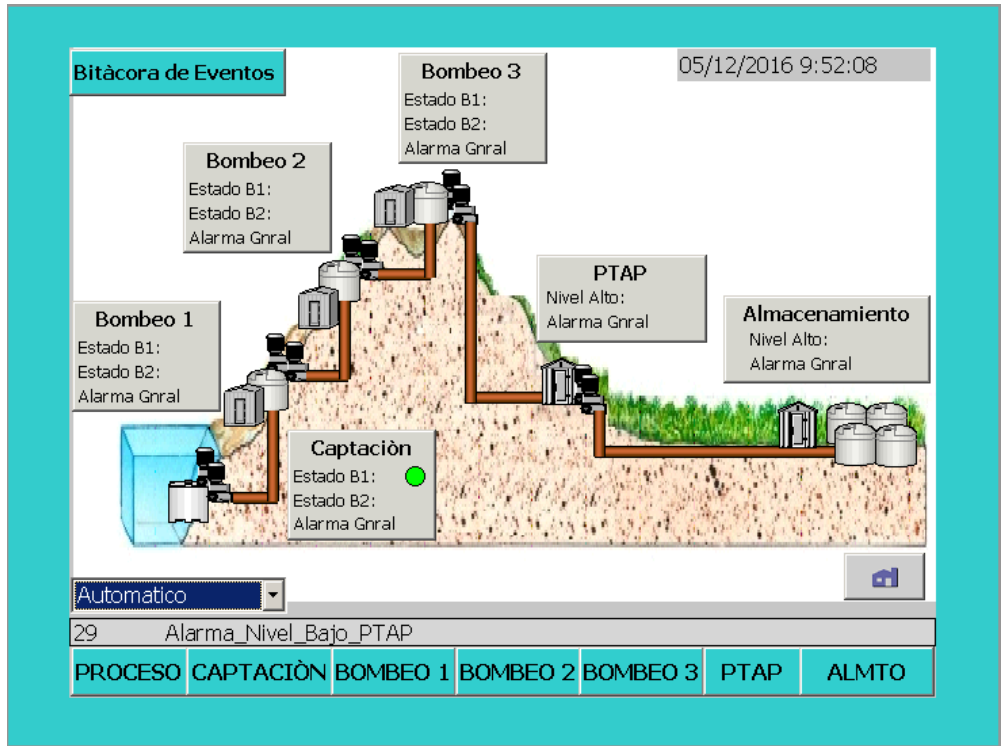 Bitàcora de Eventos
05/12/2016 9:52:08
Bombeo 3
Estado B1:
Estado B2:
Alarma Gnral
Bombeo 2
Estado B1:
Estado B2:
Alarma Gnral
PTAP
Nivel Alto:
Alarma Gnral
Almacenamiento
Nivel Alto:
Alarma Gnral
Bombeo 1
Estado B1:
Estado B2:
Alarma Gnral
Captaciòn
Estado B1:
Estado B2:
Alarma Gnral
Automatico
29 Alarma_Nivel_Bajo_PTAP
PROCESO CAPTACIÒN BOMBEO 1 BOMBEO 2 BOMBEO 3 PTAP ALMTO